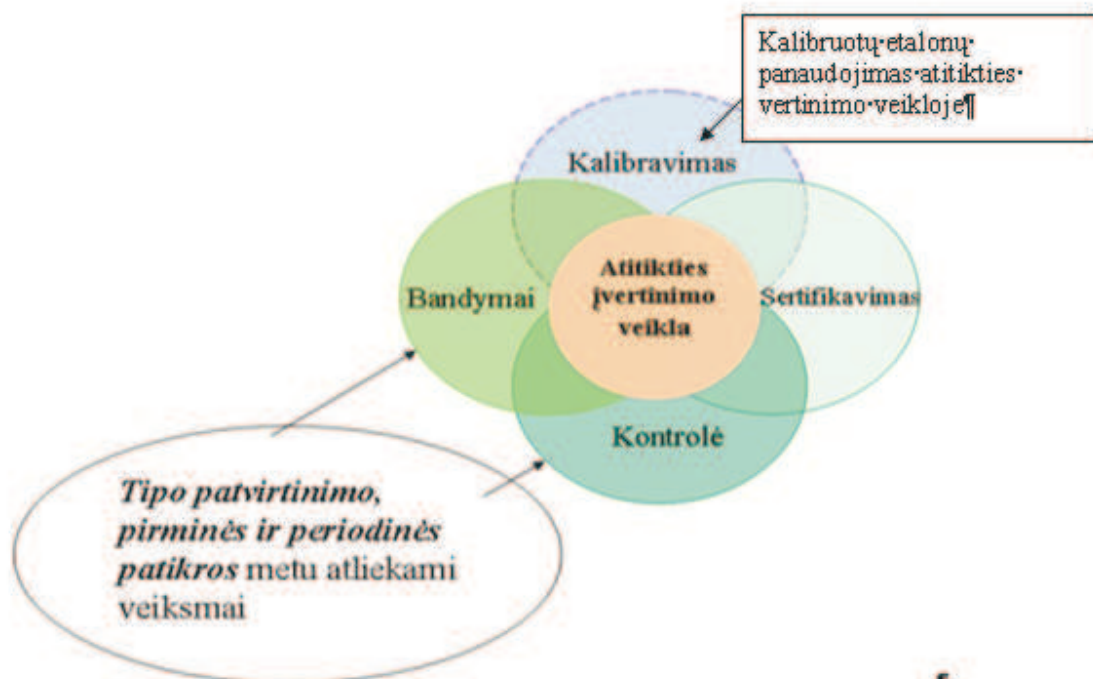 Kalibruotų·etalonų·
panaudojimas·atitikties·
vertinimo·veikloje¶
Kalibravimas
Atitikties
įvertinimo
veikla
Bandymai
Sertifikavimas
Kontrolė
Tipo patvirtinimo,
pirminės ir periodinės
patikros metu atliekami
veiksmai